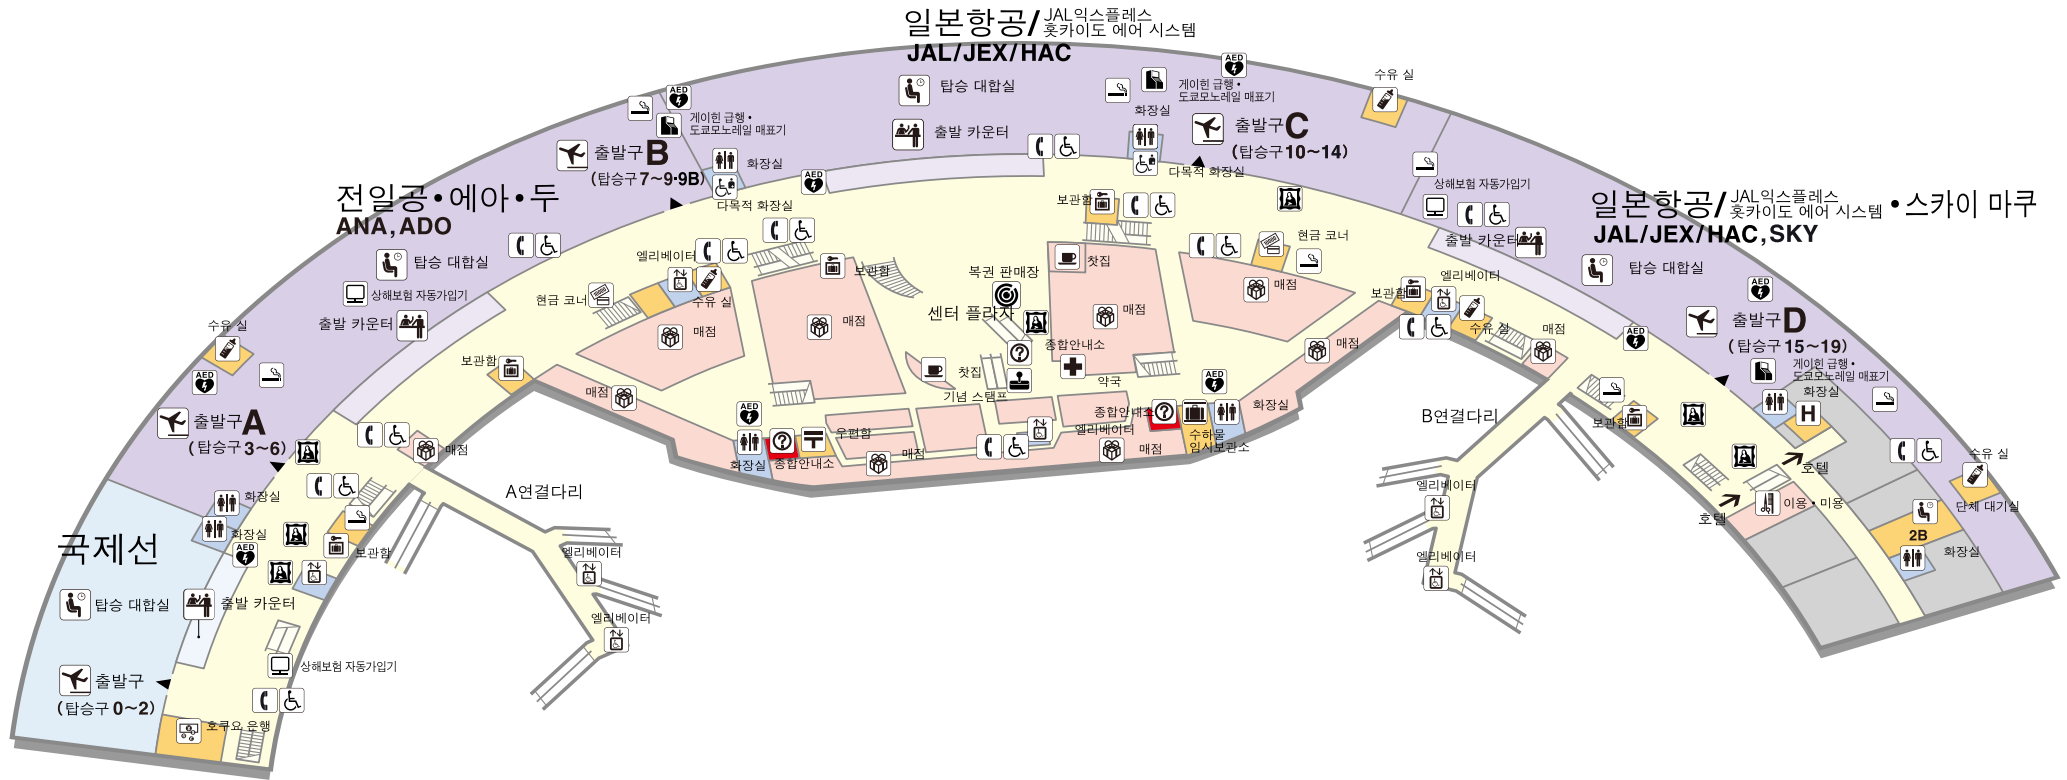 일본항공/
JAL익스플레스
홋카이도 에어 시스템
JAL/JEX/HAC
탑승 대합실
출발 카운터
AED
게이힌 급행・
도쿄모노레일 매표기
화장실
출발구C
(탑승구 10~14)
다목적 화장실
수유 실
AED
게이힌 급행・
도쿄모노레일 매표기
출발구B
(탑승구 7~9·9B)
화장실
다목적 화장실
AED
전일공・에아・두
ANA, ADO
탑승 대합실
상해보험 자동가입기
출발 카운터
수유 실
AED
출발구A
(탑승구 3~6)
상해보험 자동가입기
일본항공/
JAL익스플레스
홋카이도 에어 시스템
・스카이 마쿠
JAL/JEX/HAC, SKY
출발 카운터
탑승 대합실
AED
출발구D
(탑승구 15~19)
게이힌 급행・
도쿄모노레일 매표기
화장실
H
AED
엘리베이터
수유 실
현금 코너
매점
보관함
매점
보관함
매점
보관함
현금 코너
매점
찻집
매점
복권 판매장
센터 플라자
종합안내소
약국
찻집
기념 스탬프
엘리베이터
보관함
수유 실
매점
매점
AED
화장실
종합안내소
우편함
매점
AED
종합안내소
엘리베이터
매점
수하물
임시보관소
화장실
매점
A연결다리
엘리베이터
엘리베이터
B연결다리
엘리베이터
엘리베이터
보관함
호텔
호텔
이용・미용
수유 실
단체 대기실
2B
화장실
화장실
화장실
AED
보관함
국제선
탑승 대합실
출발 카운터
출발구
(탑승구 0~2)
상해보험 자동가입기
호쿠요 은행